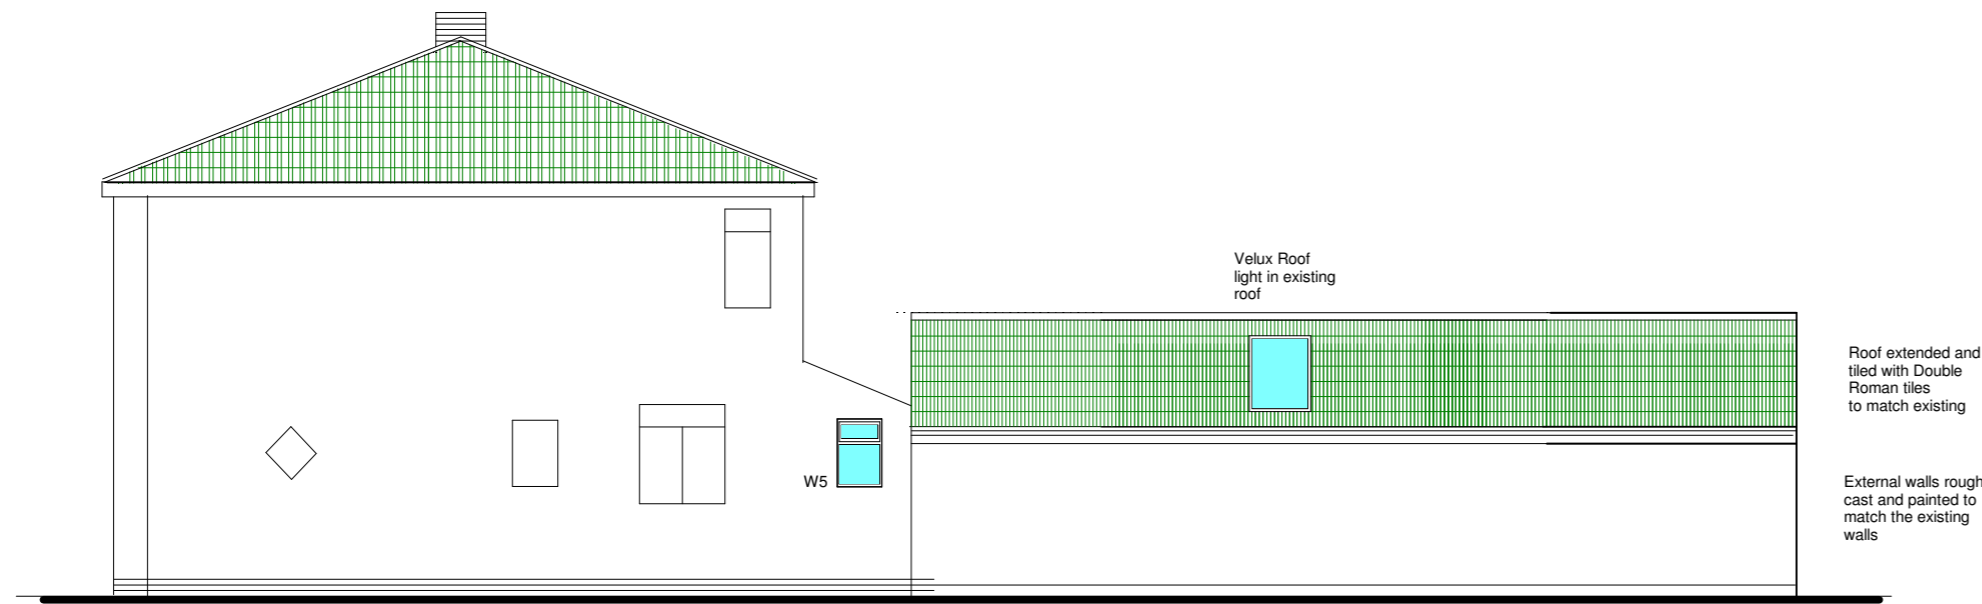 Velux Roof
light in existing
roof
Roof extended and
tiled with Double
Roman tiles
to match existing
W5
External walls rough
cast and painted to
match the existing
walls